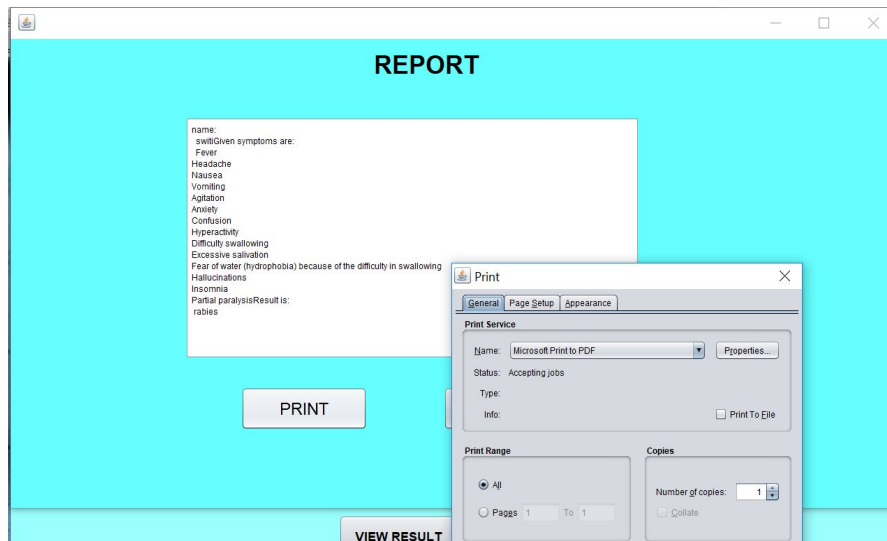 REPORT
name:
switiGiven symptoms are:
Fever
Headache
Nausea
Vomiting
Agitation
Anxiety
Confusion
Hyperactivity
Difficulty swallowing
Excessive salivation
Fear of water (hydrophobia) because of the difficulty in swallowing
Hallucinations
Insomnia
Partial paralysisResult is:
rabies
PRINT
VIEW RESULT
Print
General Page Setup Appearance
Print Service
Name: Microsoft Print to PDF Properties...
Status: Accepting jobs
Type:
Info: Print To File
Print Range Copies
All
Number of copies: 1
Pages 1 To 1 Collate